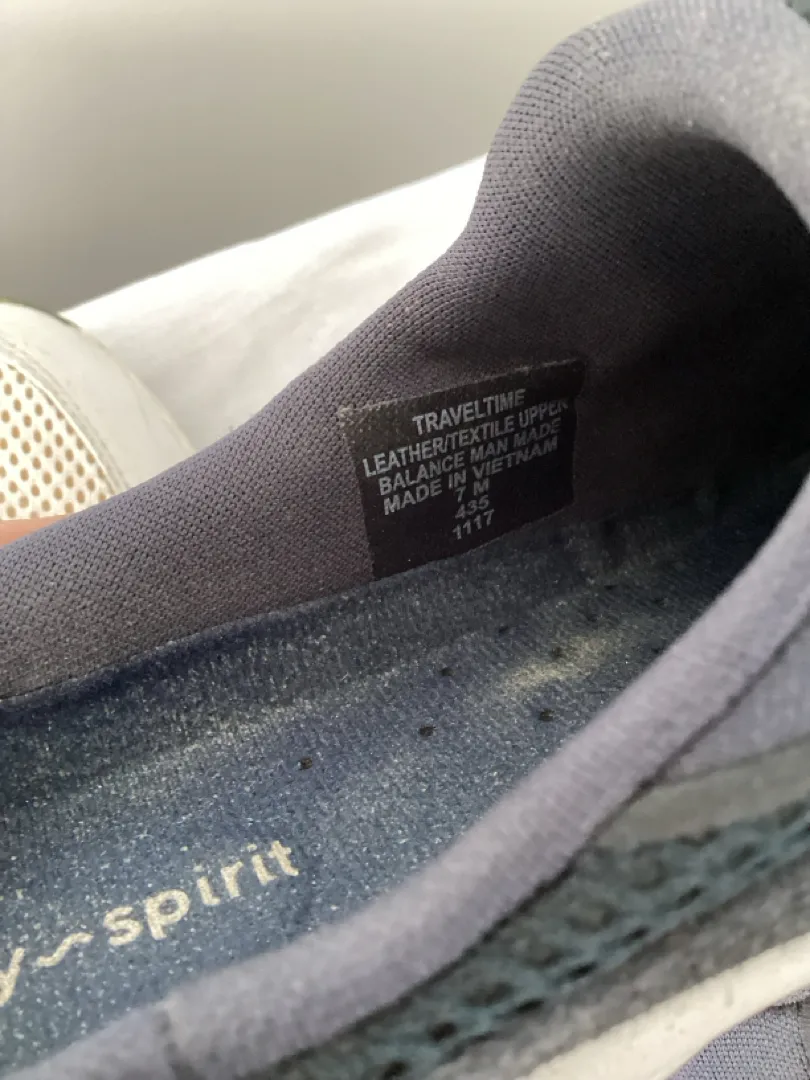 TRAVELTIME
LEATHER/TEXTILE UPPER
BALANCE MAN MADE
MADE IN VIETNAM
7 M
435
1117
y~spirit